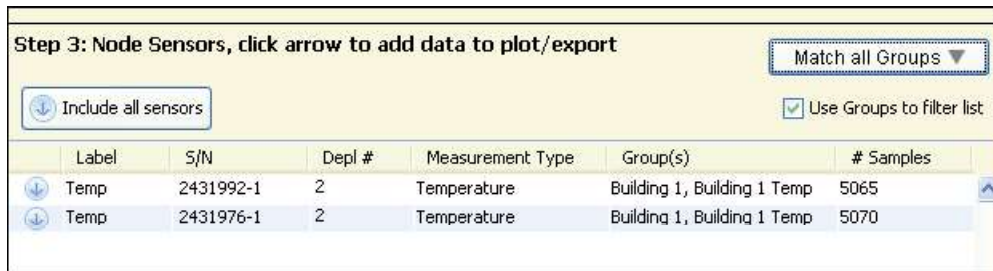 Step 3: Node Sensors, click arrow to add data to plot/export
Match all Groups
Include all sensors
Use Groups to filter list
Label S/N Depl # Measurement Type Group(s) # Samples
Temp 2431992-1 2 Temperature Building 1, Building 1 Temp 5065
Temp 2431976-1 2 Temperature Building 1, Building 1 Temp 5070